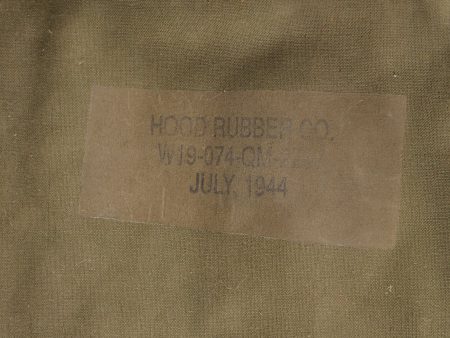 HOOD RUBBER CO.
W19-074-QM-
JULY, 1944